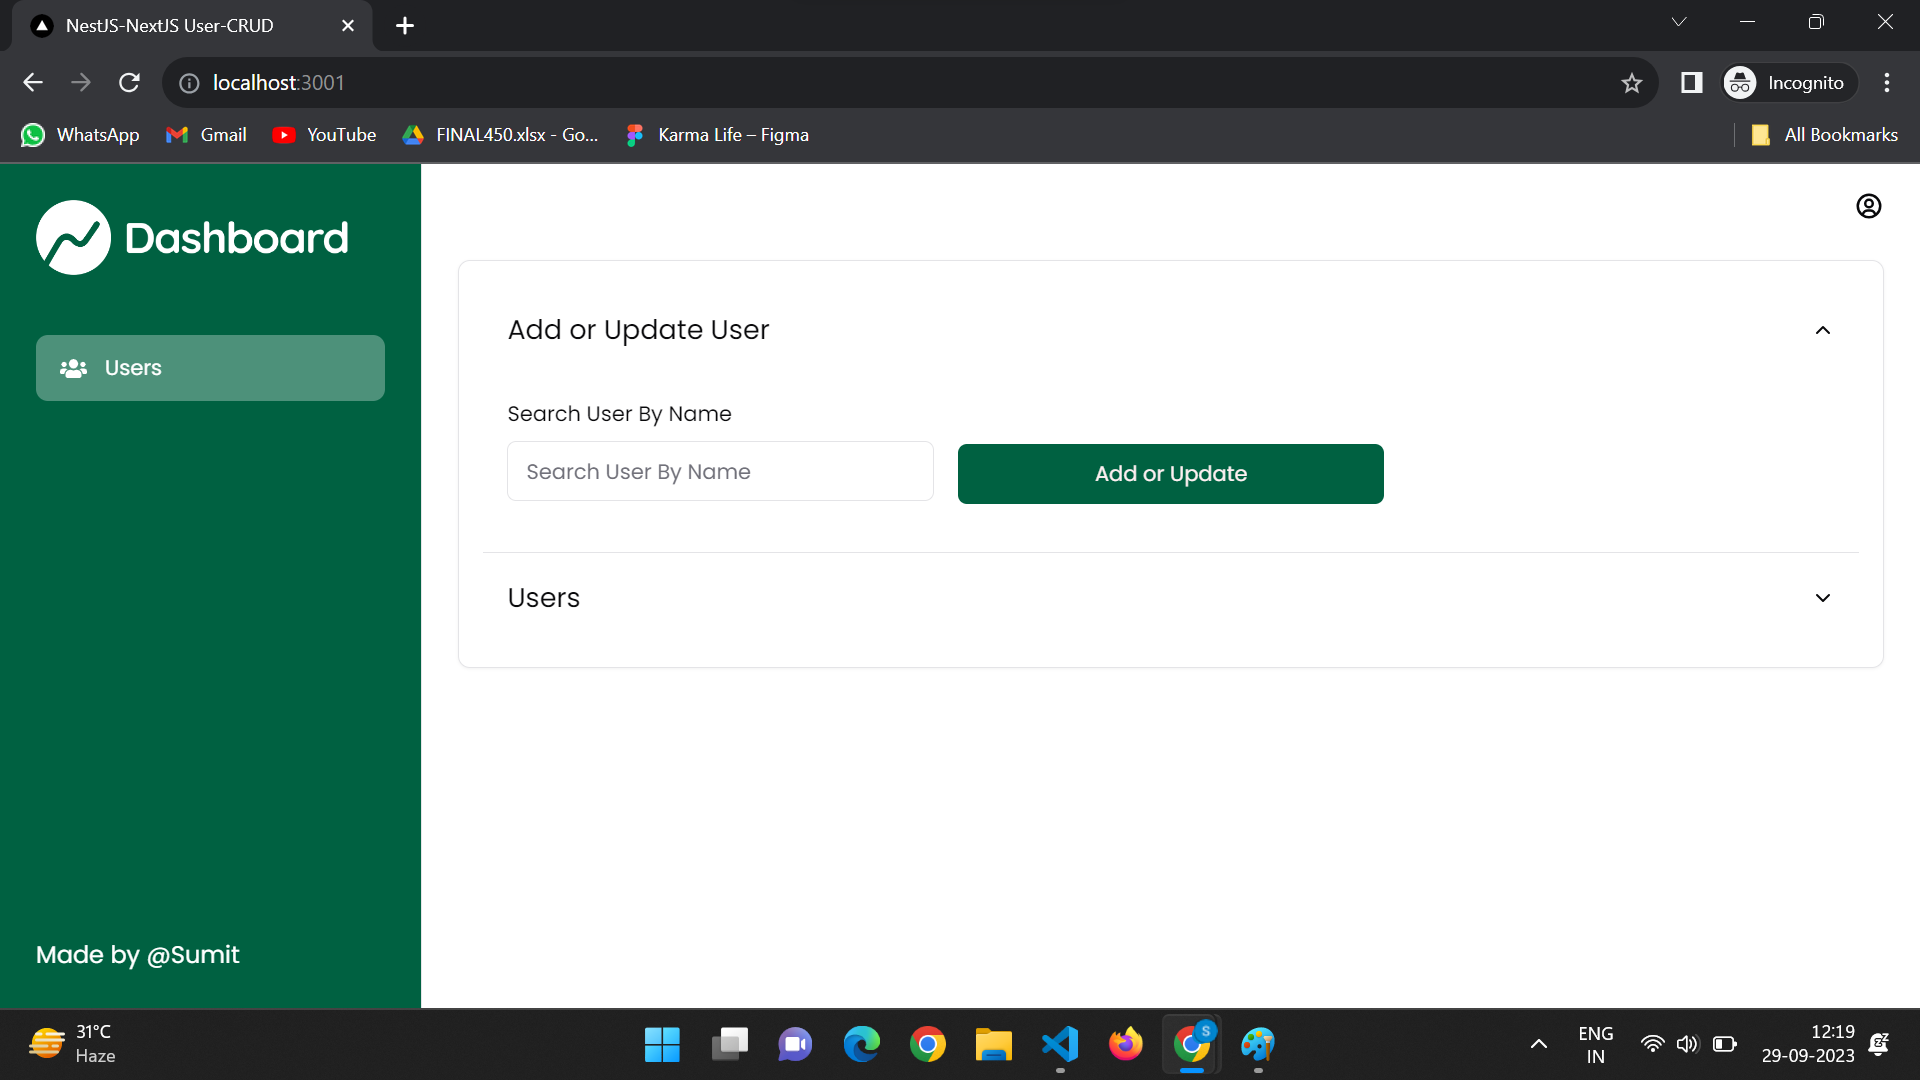 NestJS-NextJS User-CRUD
localhost:3001
Incognito
WhatsApp
Gmail
YouTube
FINAL450.xlsx - Go...
Karma Life – Figma
All Bookmarks
Dashboard
Users
Add or Update User
Search User By Name
Search User By Name
Add or Update
Users
Made by @Sumit
31°C
Haze
S
ENG
IN
12:19
29-09-2023